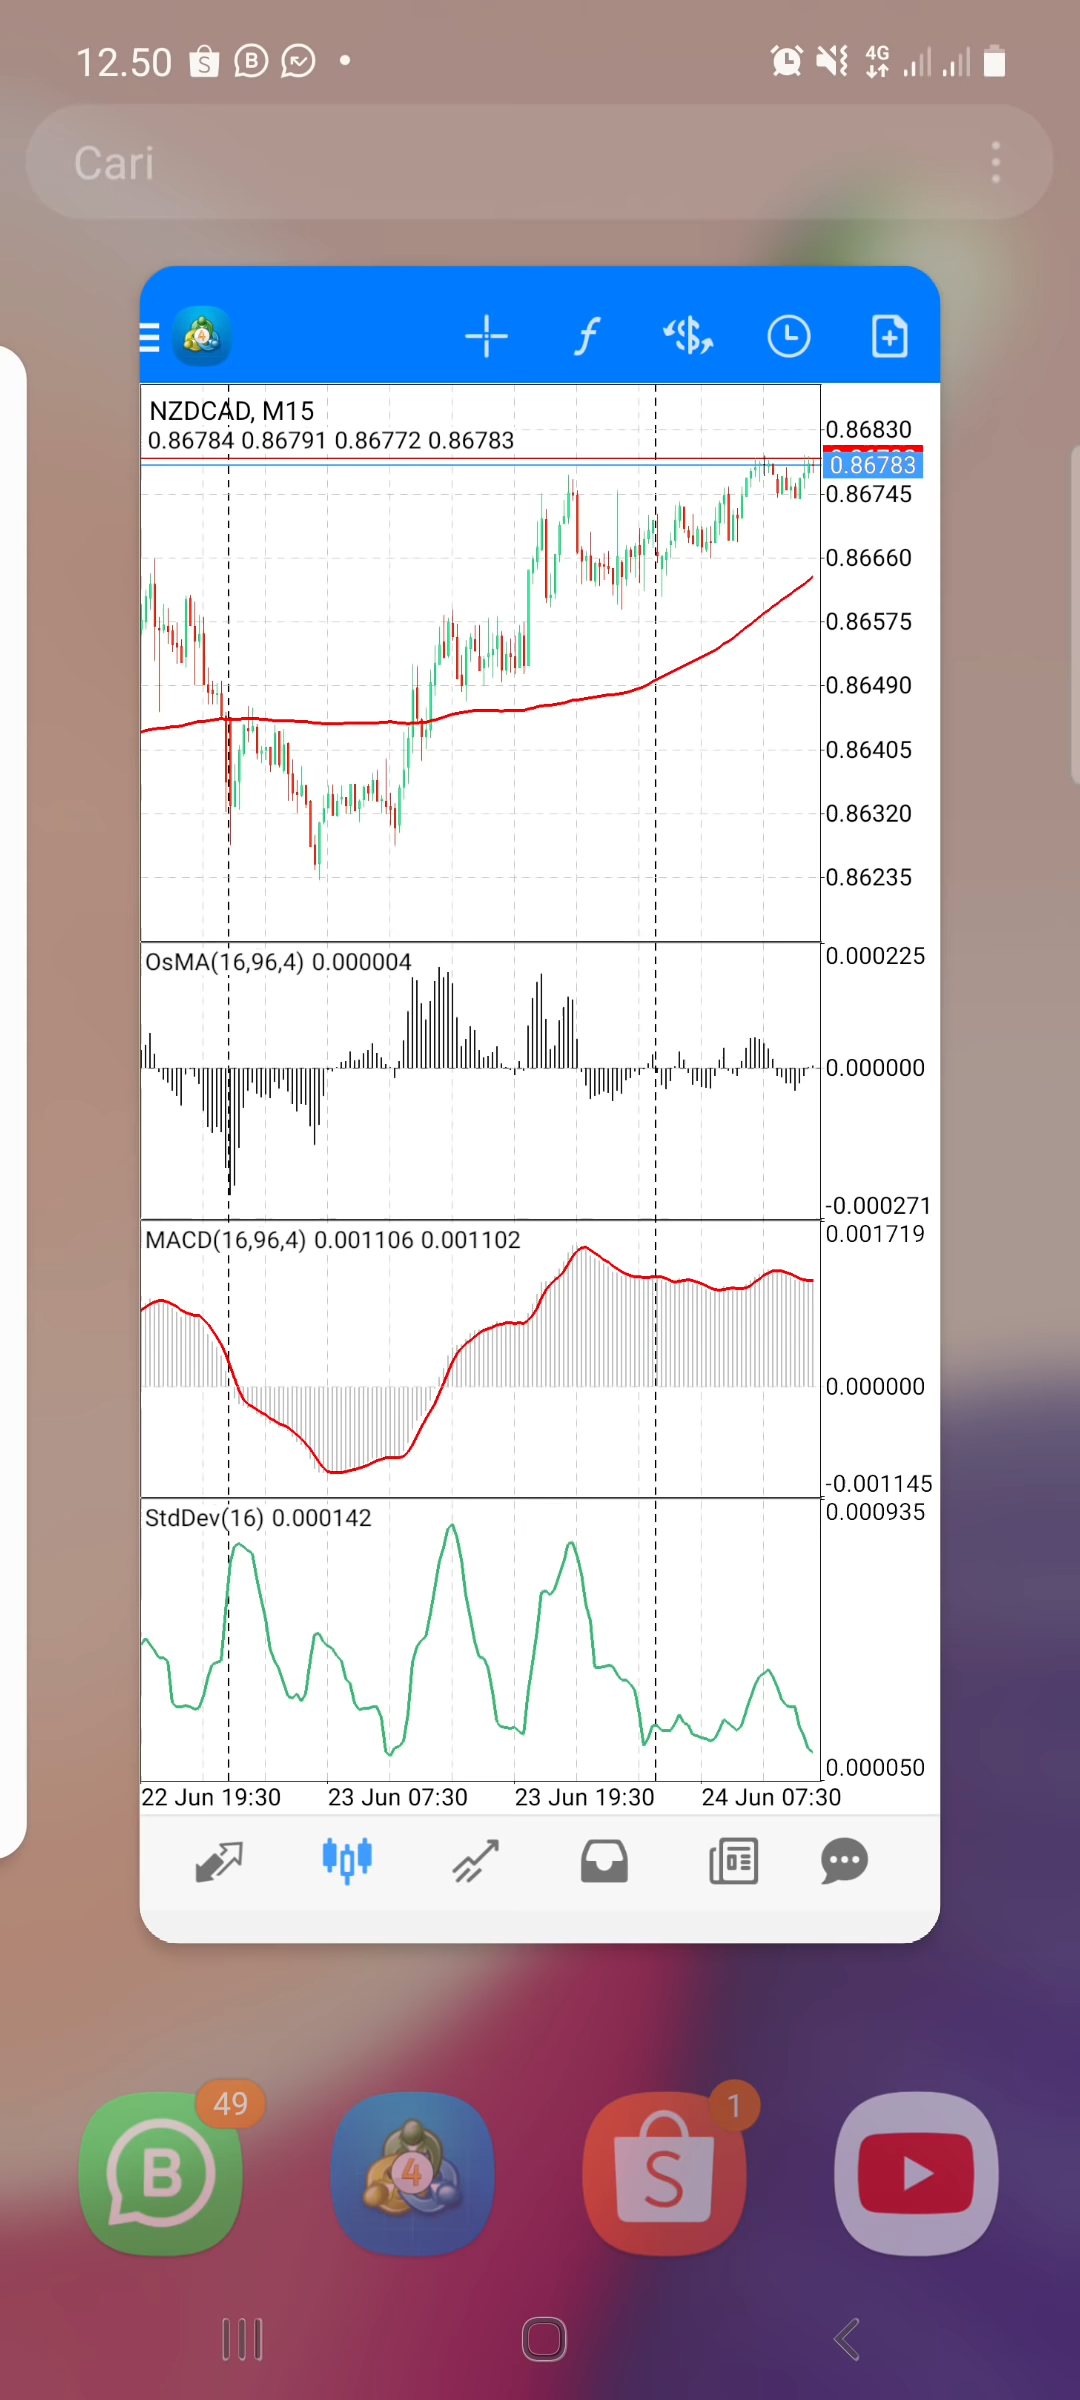 12.50
4G
Cari
NZDCAD, M15
0.86784 0.86791 0.86772 0.86783
0.86830
0.86783
0.86745
0.86660
0.86575
0.86490
0.86405
0.86320
0.86235
OsMA(16,96,4) 0.000004
0.000225
0.000000
-0.000271
MACD(16,96,4) 0.001106 0.001102
0.001719
0.000000
-0.001145
StdDev(16) 0.000142
0.000935
0.000050
22 Jun 19:30 23 Jun 07:30 23 Jun 19:30 24 Jun 07:30
49
1